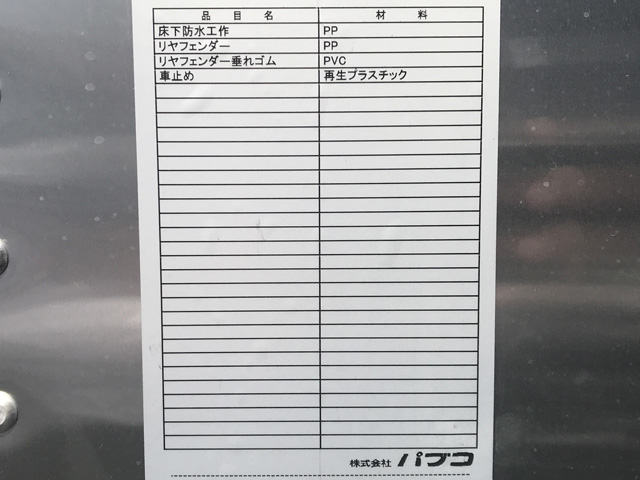 品目名 材料
床下防水工作 PP
リヤフェンダー PP
リヤフェンダー垂れゴム PVC
車止め 再生プラスチック
株式会社 パブコ